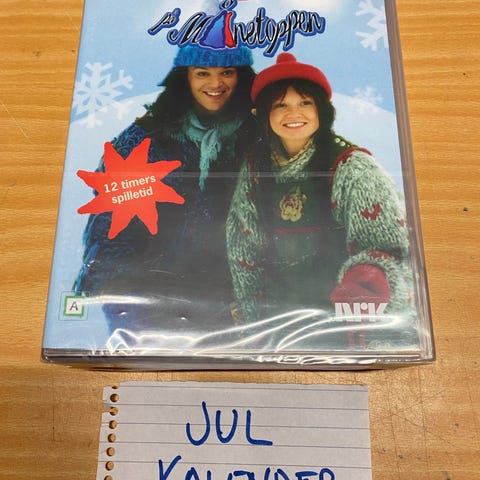 på Månetoppen
12 timers
spilletid
A
NRK
JUL
KALENDER